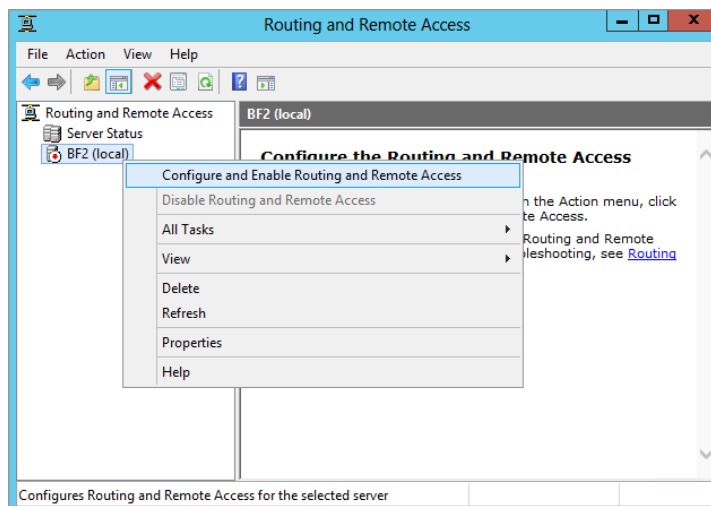 Routing and Remote Access
File Action View Help
Routing and Remote Access
Server Status
BF2 (local)
BF2 (local)
Configure the Routing and Remote Access
Configure and Enable Routing and Remote Access
Disable Routing and Remote Access
All Tasks
View
Delete
Refresh
Properties
Help
n the Action menu, click
te Access.
Routing and Remote
leshooting, see Routing
Configures Routing and Remote Access for the selected server